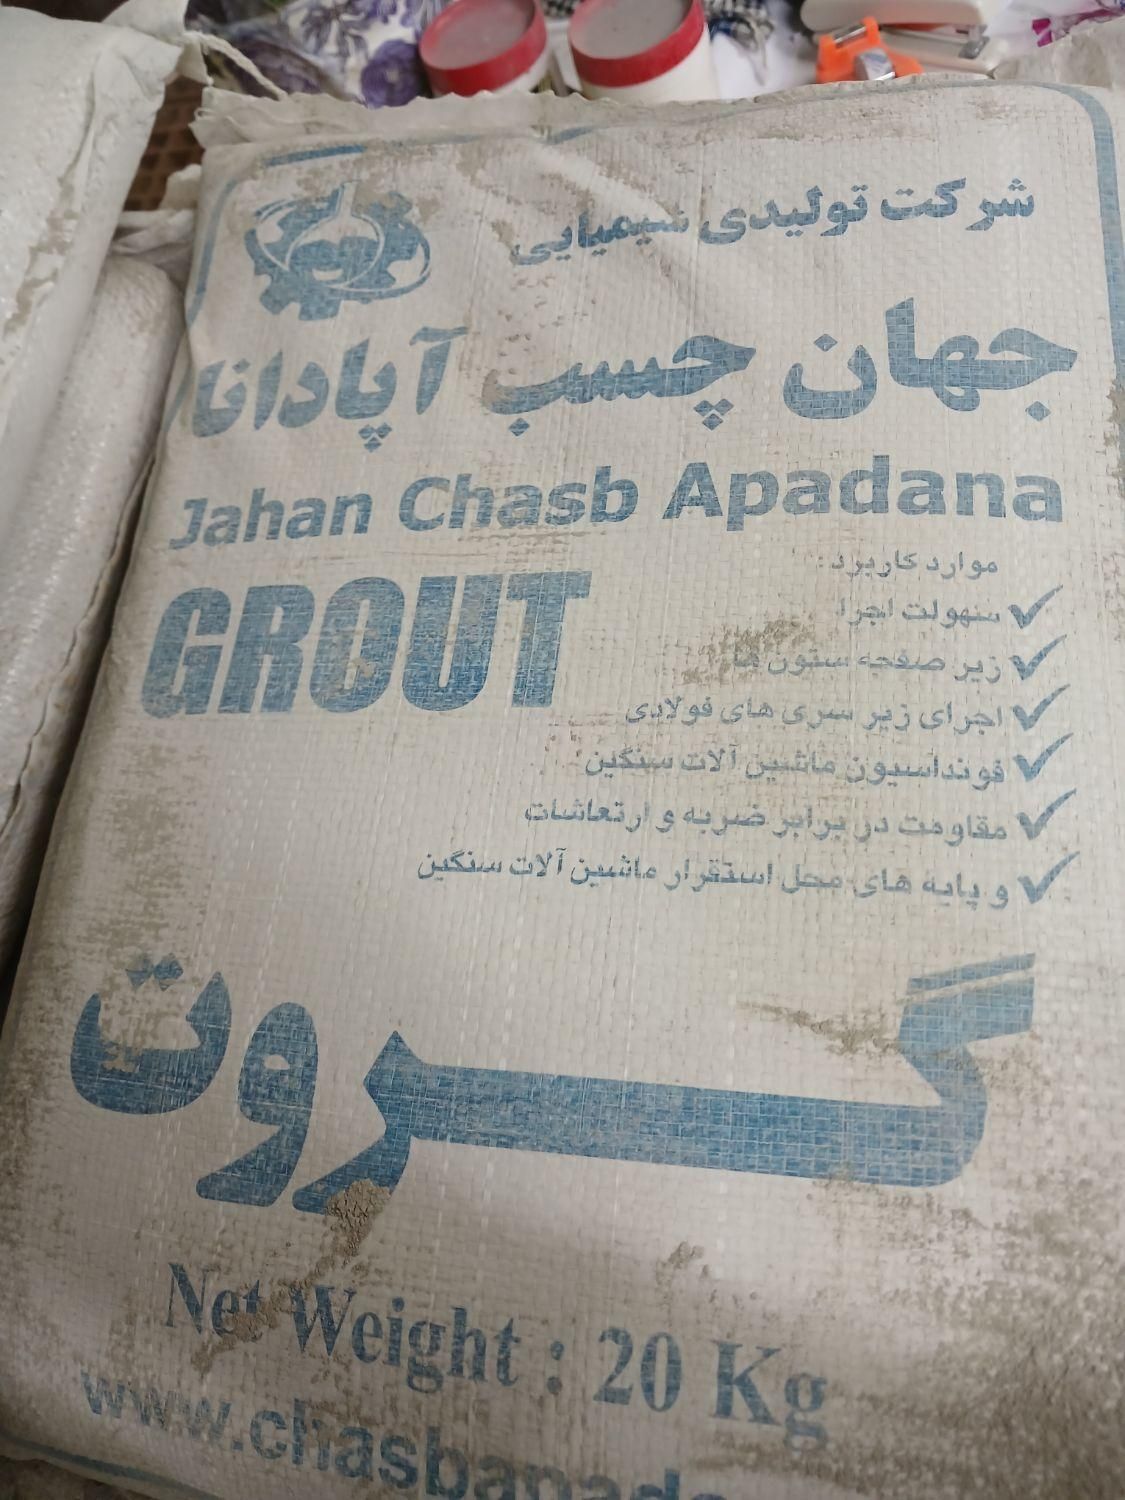 شرکت تولیدی شیمیایی
جهان چسب آپادانا
Jahan Chasb Apadana
GROUT
موارد کاربرد:
سهولت اجرا
زیر صفحه ستون ها
اجرای زیر سری های فولادی
فونداسیون ماشین آلات سنگین
مقاومت در برابر ضربه و ارتعاشات
و پایه های محل استقرار ماشین آلات سنگین
گروت
Net Weight : 20 Kg